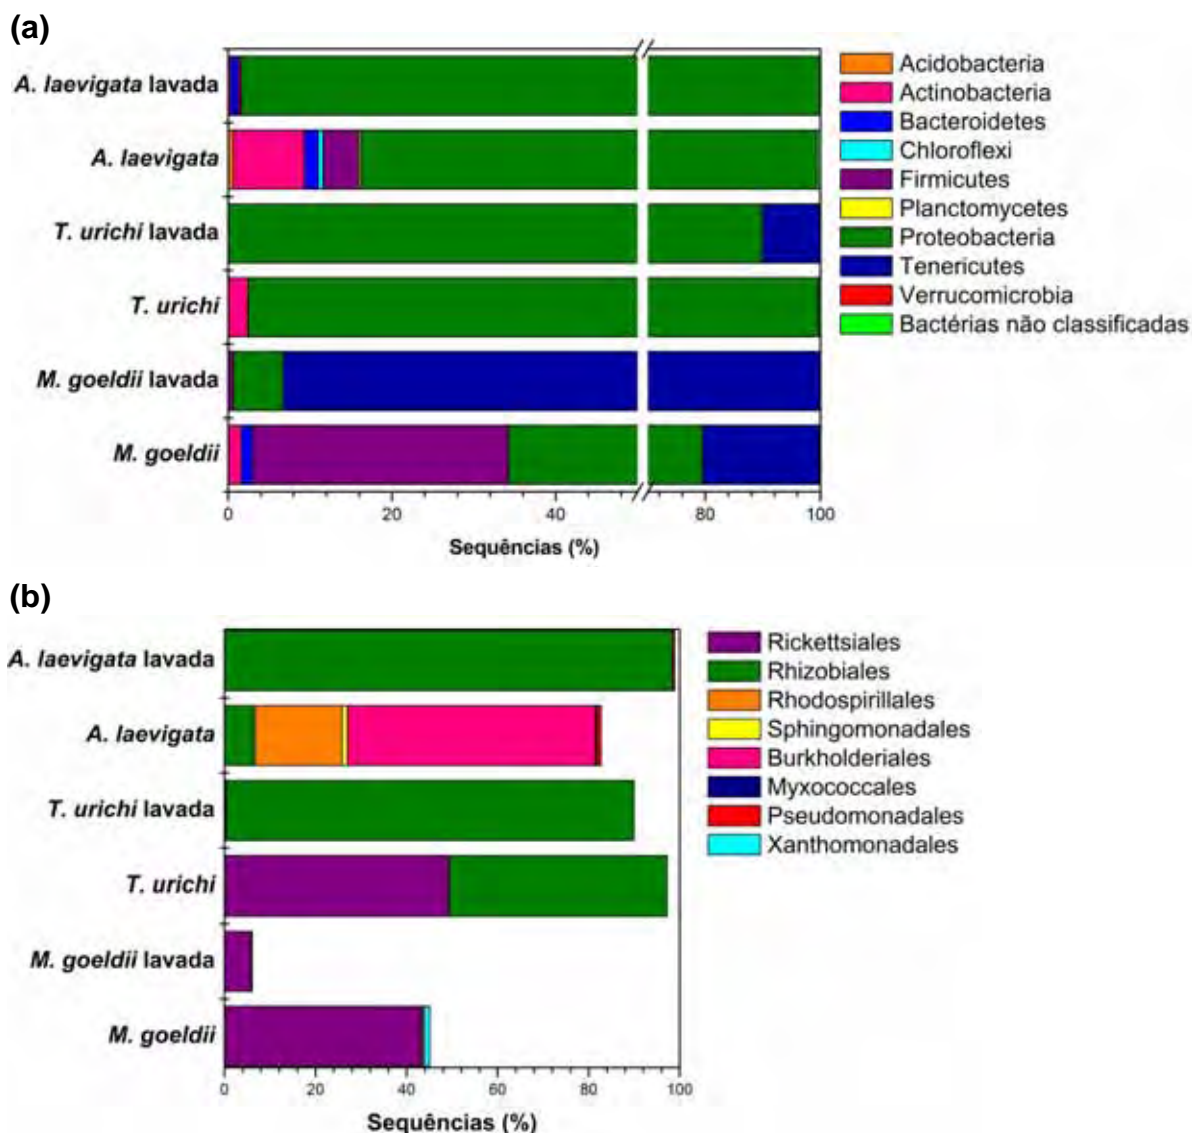 (a)
A. laevigata lavada
A. laevigata
T. urichi lavada
T. urichi
M. goeldii lavada
M. goeldii
0 20 40 80 100
Sequências (%)
Acidobacteria
Actinobacteria
Bacteroidetes
Chloroflexi
Firmicutes
Planctomycetes
Proteobacteria
Tenericutes
Verrucomicrobia
Bactérias não classificadas
(b)
A. laevigata lavada
A. laevigata
T. urichi lavada
T. urichi
M. goeldii lavada
M. goeldii
0 20 40 60 80 100
Sequências (%)
Rickettsiales
Rhizobiales
Rhodospirillales
Sphingomonadales
Burkholderiales
Myxococcales
Pseudomonadales
Xanthomonadales